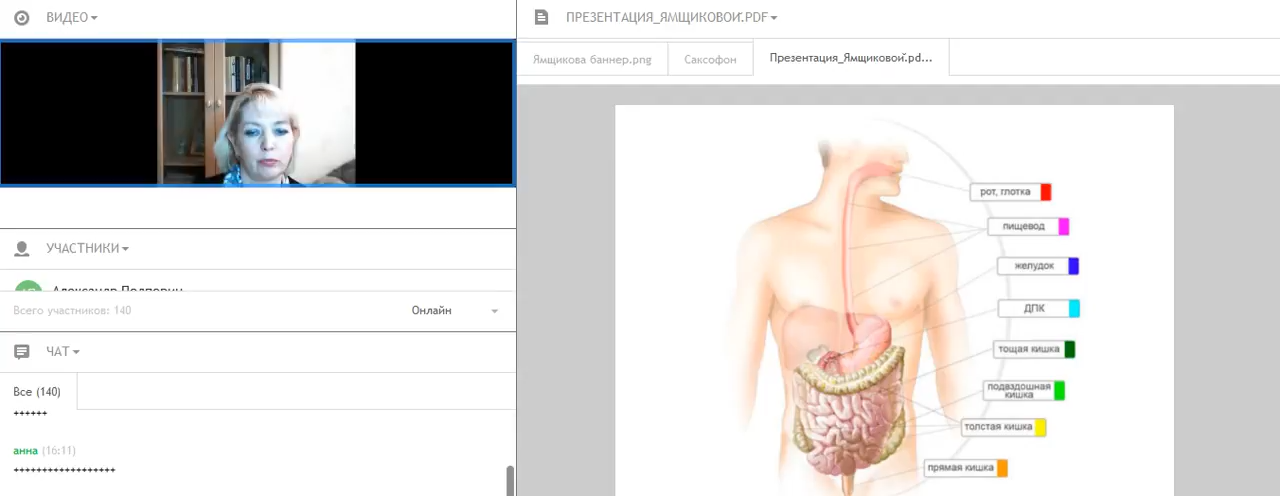 ВИДЕО
ПРЕЗЕНТАЦИЯ_ЯМЩИКОВОЙ.PDF
Ямщикова баннер.png
Саксофон
Презентация_Ямщиковой.pd...
рот, глотка
пищевод
желудок
ДПК
тощая кишка
подвздошная
кишка
толстая кишка
прямая кишка
УЧАСТНИКИ
Александр
Всего участников: 140
Онлайн
ЧАТ
Все (140)
++++++
анна (16:11)
++++++++++++++++++